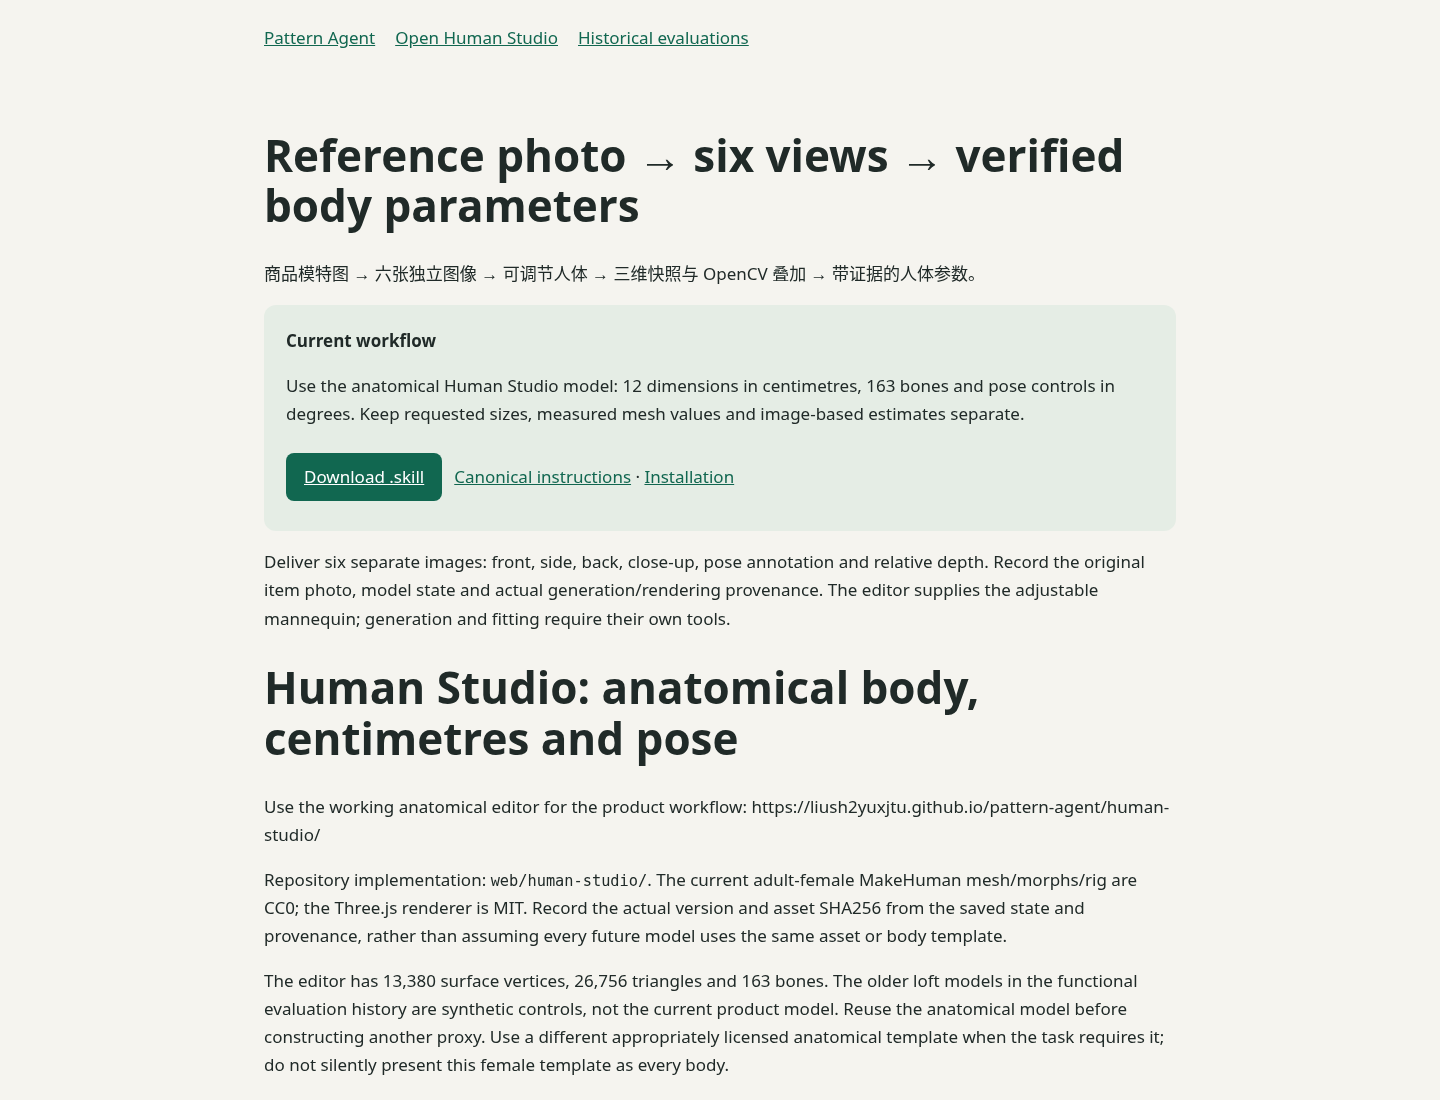 Pattern Agent Open Human Studio Historical evaluations
Reference photo → six views → verified
body parameters
商品模特图 → 六张独立图像 → 可调节人体 → 三维快照与 OpenCV 叠加 → 带证据的人体参数。
Current workflow
Use the anatomical Human Studio model: 12 dimensions in centimetres, 163 bones and pose controls in
degrees. Keep requested sizes, measured mesh values and image-based estimates separate.
Download .skill Canonical instructions · Installation
Deliver six separate images: front, side, back, close-up, pose annotation and relative depth. Record the original
item photo, model state and actual generation/rendering provenance. The editor supplies the adjustable
mannequin; generation and fitting require their own tools.
Human Studio: anatomical body,
centimetres and pose
Use the working anatomical editor for the product workflow: https://liush2yuxjtu.github.io/pattern-agent/human-
studio/
Repository implementation: web/human-studio/. The current adult-female MakeHuman mesh/morphs/rig are
CC0; the Three.js renderer is MIT. Record the actual version and asset SHA256 from the saved state and
provenance, rather than assuming every future model uses the same asset or body template.
The editor has 13,380 surface vertices, 26,756 triangles and 163 bones. The older loft models in the functional
evaluation history are synthetic controls, not the current product model. Reuse the anatomical model before
constructing another proxy. Use a different appropriately licensed anatomical template when the task requires it;
do not silently present this female template as every body.